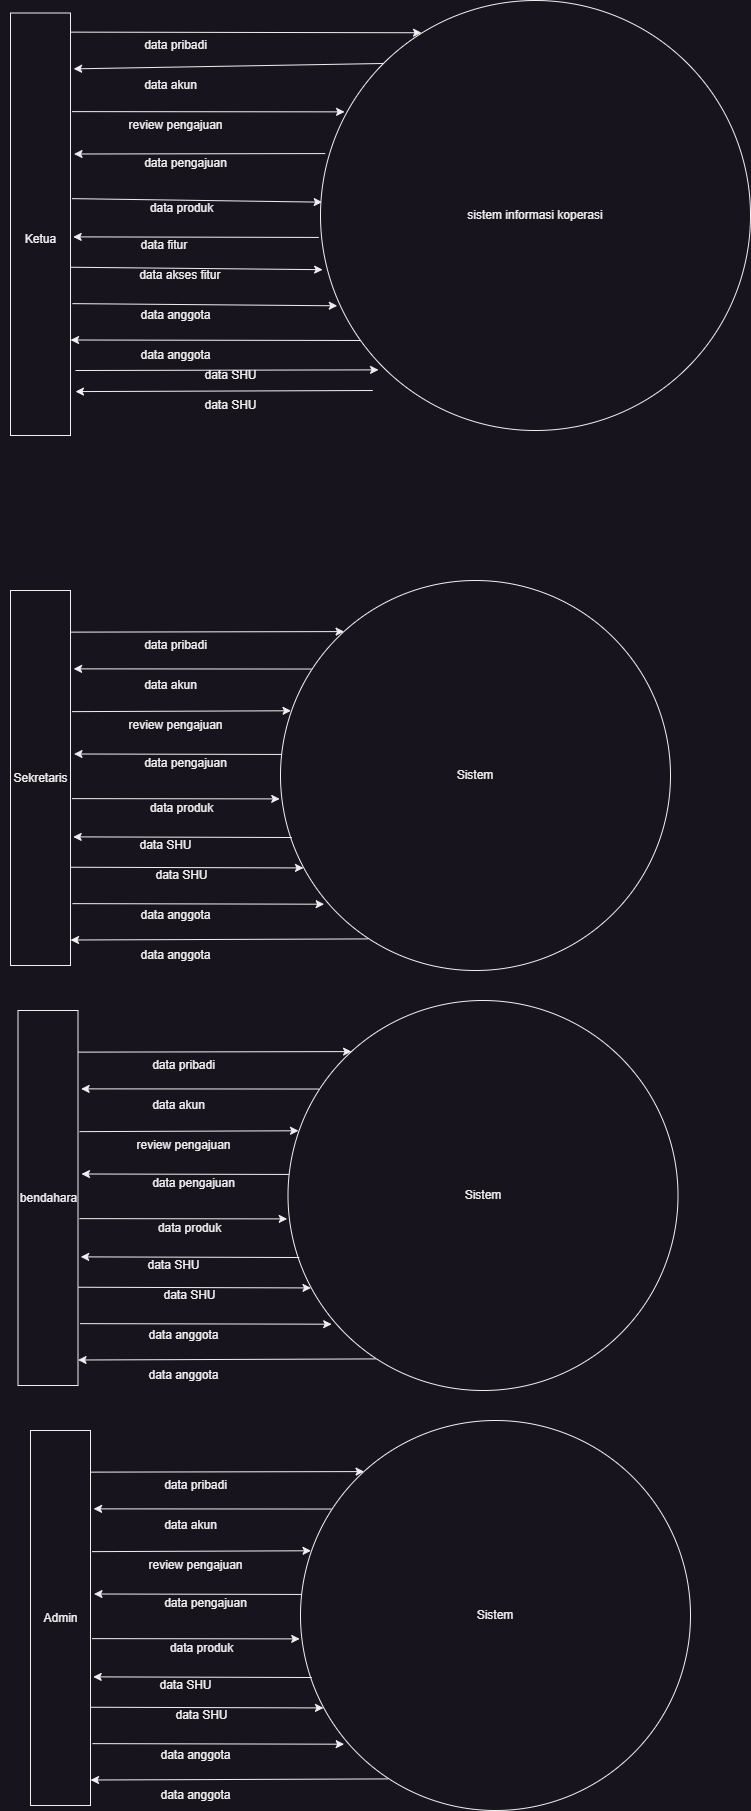 data pribadi
data akun
review pengajuan
data pengajuan
data produk
sistem informasi koperasi
Ketua
data fitur
data akses fitur
data anggota
data anggota
data SHU
data SHU
data pribadi
data akun
review pengajuan
data pengajuan
Sekretaris
Sistem
data produk
data SHU
data SHU
data anggota
data anggota
data pribadi
data akun
review pengajuan
data pengajuan
bendahara
Sistem
data produk
data SHU
data SHU
data anggota
data anggota
data pribadi
data akun
review pengajuan
data pengajuan
Admin
Sistem
data produk
data SHU
data SHU
data anggota
data anggota